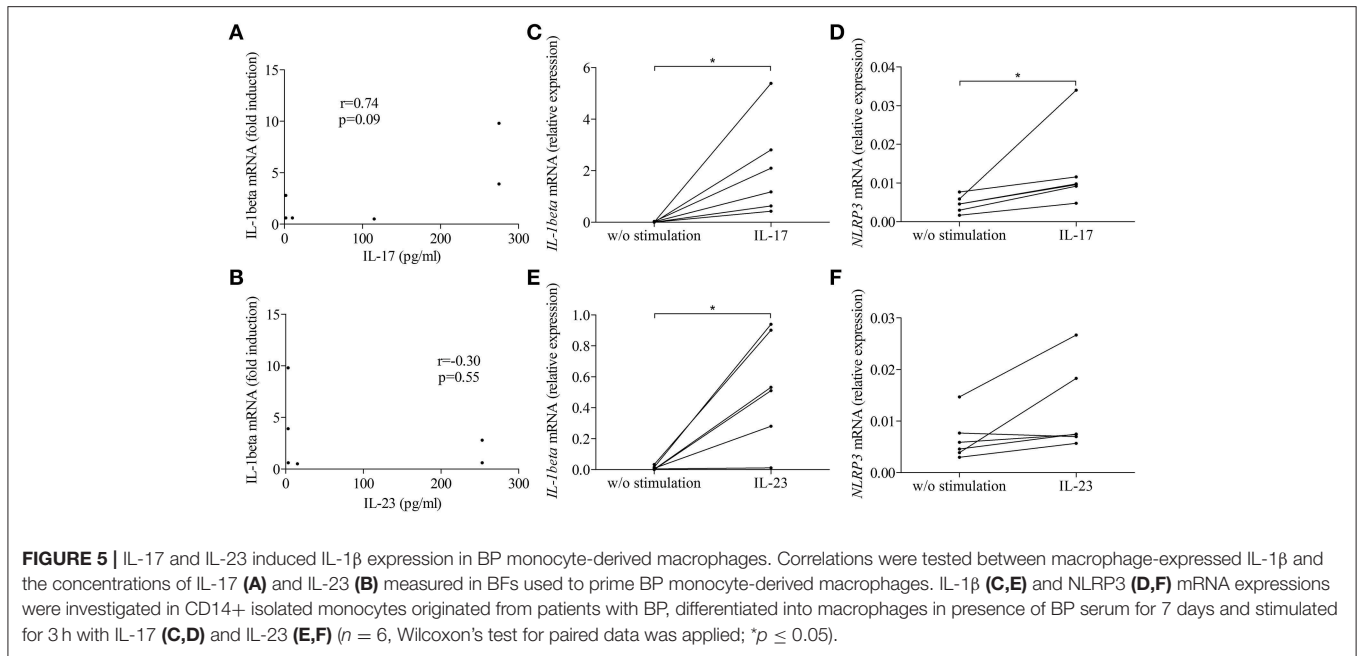 A
IL-1beta mRNA (fold induction)
15
10
5
0
r=0.74
p=0.09
0 100 200 300
IL-17 (pg/ml)
C
IL-1beta mRNA (relative expression)
6
4
2
0
*
w/o stimulation IL-17
D
NLRP3 mRNA (relative expression)
0.04
0.03
0.02
0.01
0.00
*
w/o stimulation IL-17
B
IL-1beta mRNA (fold induction)
15
10
5
0
r=-0.30
p=0.55
0 100 200 300
IL-23 (pg/ml)
E
IL-1beta mRNA (relative expression)
1.0
0.8
0.6
0.4
0.2
0.0
*
w/o stimulation IL-23
F
NLRP3 mRNA (relative expression)
0.03
0.02
0.01
0.00
w/o stimulation IL-23
FIGURE 5 | IL-17 and IL-23 induced IL-1β expression in BP monocyte-derived macrophages. Correlations were tested between macrophage-expressed IL-1β and
the concentrations of IL-17 (A) and IL-23 (B) measured in BFs used to prime BP monocyte-derived macrophages. IL-1β (C,E) and NLRP3 (D,F) mRNA expressions
were investigated in CD14+ isolated monocytes originated from patients with BP, differentiated into macrophages in presence of BP serum for 7 days and stimulated
for 3 h with IL-17 (C,D) and IL-23 (E,F) (n = 6, Wilcoxon's test for paired data was applied; *p ≤ 0.05).